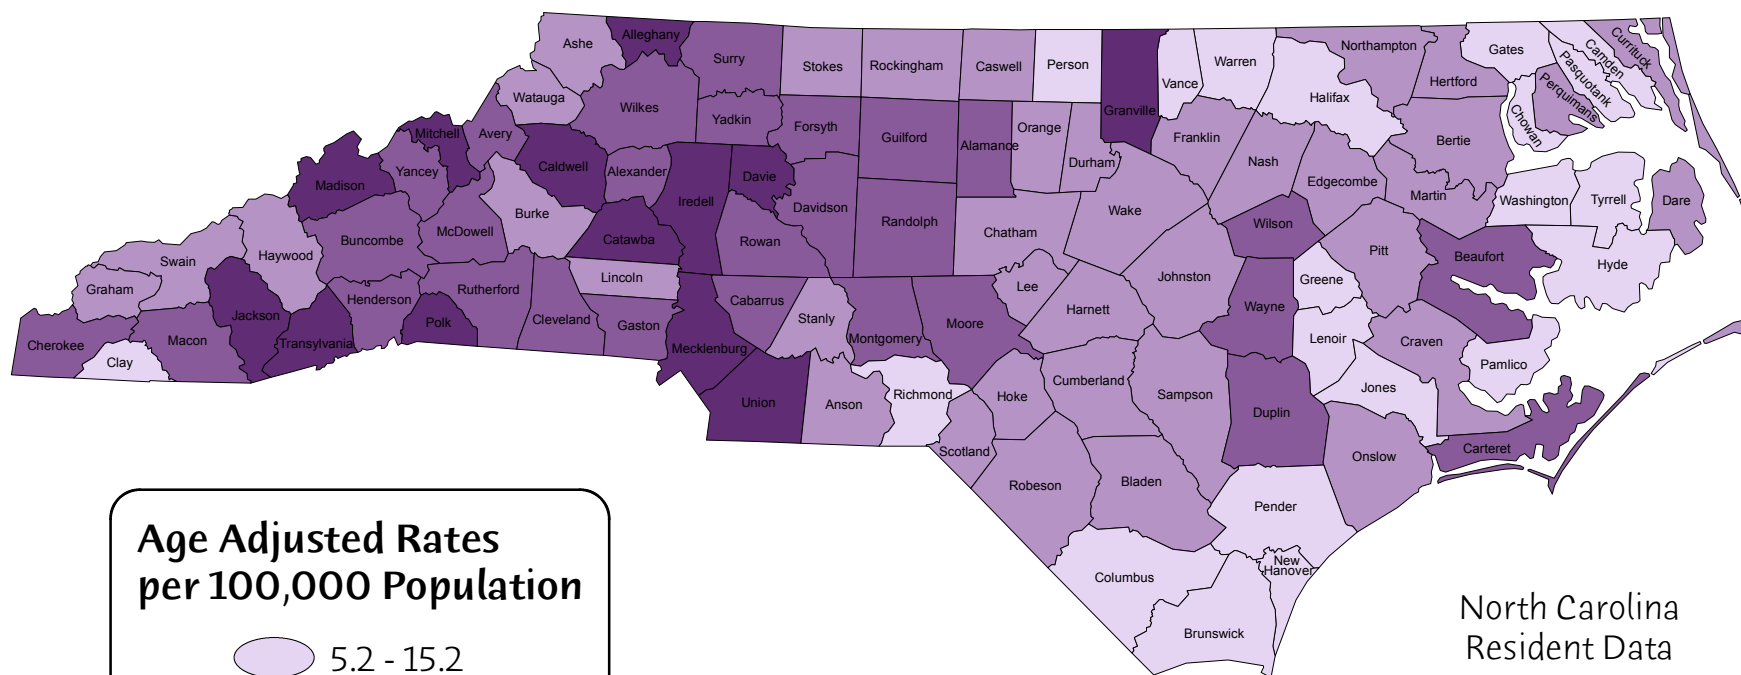 Ashe
Alleghany
Surry
Stokes
Rockingham
Caswell
Person
Granville
Vance
Warren
Northampton
Halifax
Hertford
Gates
Currituck
Camden
Pasquotank
Perquimans
Chowan
Watauga
Wilkes
Yadkin
Forsyth
Guilford
Alamance
Orange
Durham
Franklin
Nash
Edgecombe
Bertie
Martin
Washington
Tyrrell
Dare
Mitchell
Avery
Caldwell
Alexander
Iredell
Davie
Davidson
Randolph
Chatham
Wake
Wilson
Pitt
Beaufort
Hyde
Madison
Yancey
McDowell
Burke
Catawba
Rowan
Buncombe
Haywood
Swain
Graham
Cherokee
Clay
Macon
Jackson
Transylvania
Henderson
Polk
Rutherford
Cleveland
Lincoln
Gaston
Mecklenburg
Cabarrus
Stanly
Montgomery
Moore
Lee
Harnett
Johnston
Wayne
Greene
Lenoir
Craven
Pamlico
Jones
Union
Anson
Richmond
Hoke
Cumberland
Sampson
Duplin
Onslow
Carteret
Scotland
Robeson
Bladen
Pender
New
Hanover
Columbus
Brunswick
Age Adjusted Rates
per 100,000 Population
5.2 - 15.2
North Carolina
Resident Data